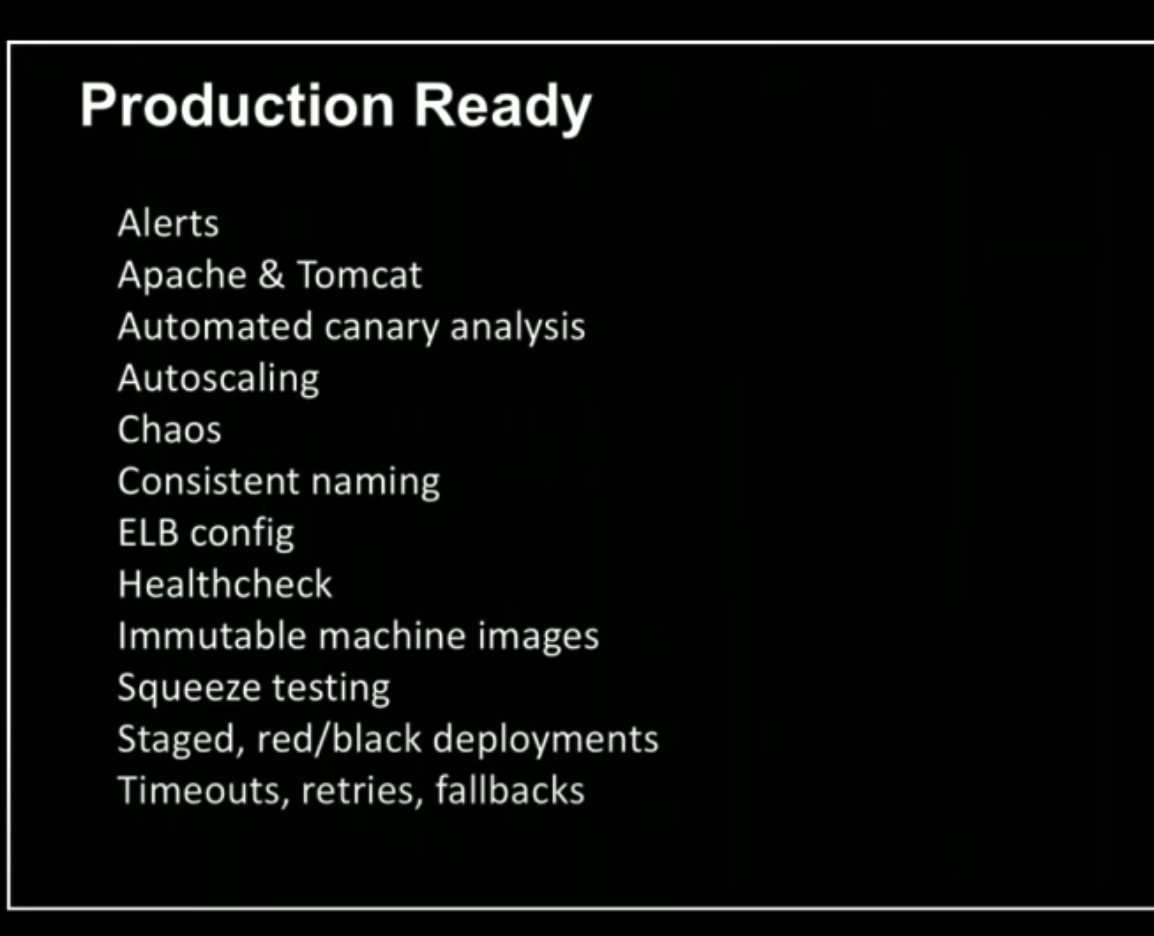 Production Ready
Alerts
Apache & Tomcat
Automated canary analysis
Autoscaling
Chaos
Consistent naming
ELB config
Healthcheck
Immutable machine images
Squeeze testing
Staged, red/black deployments
Timeouts, retries, fallbacks